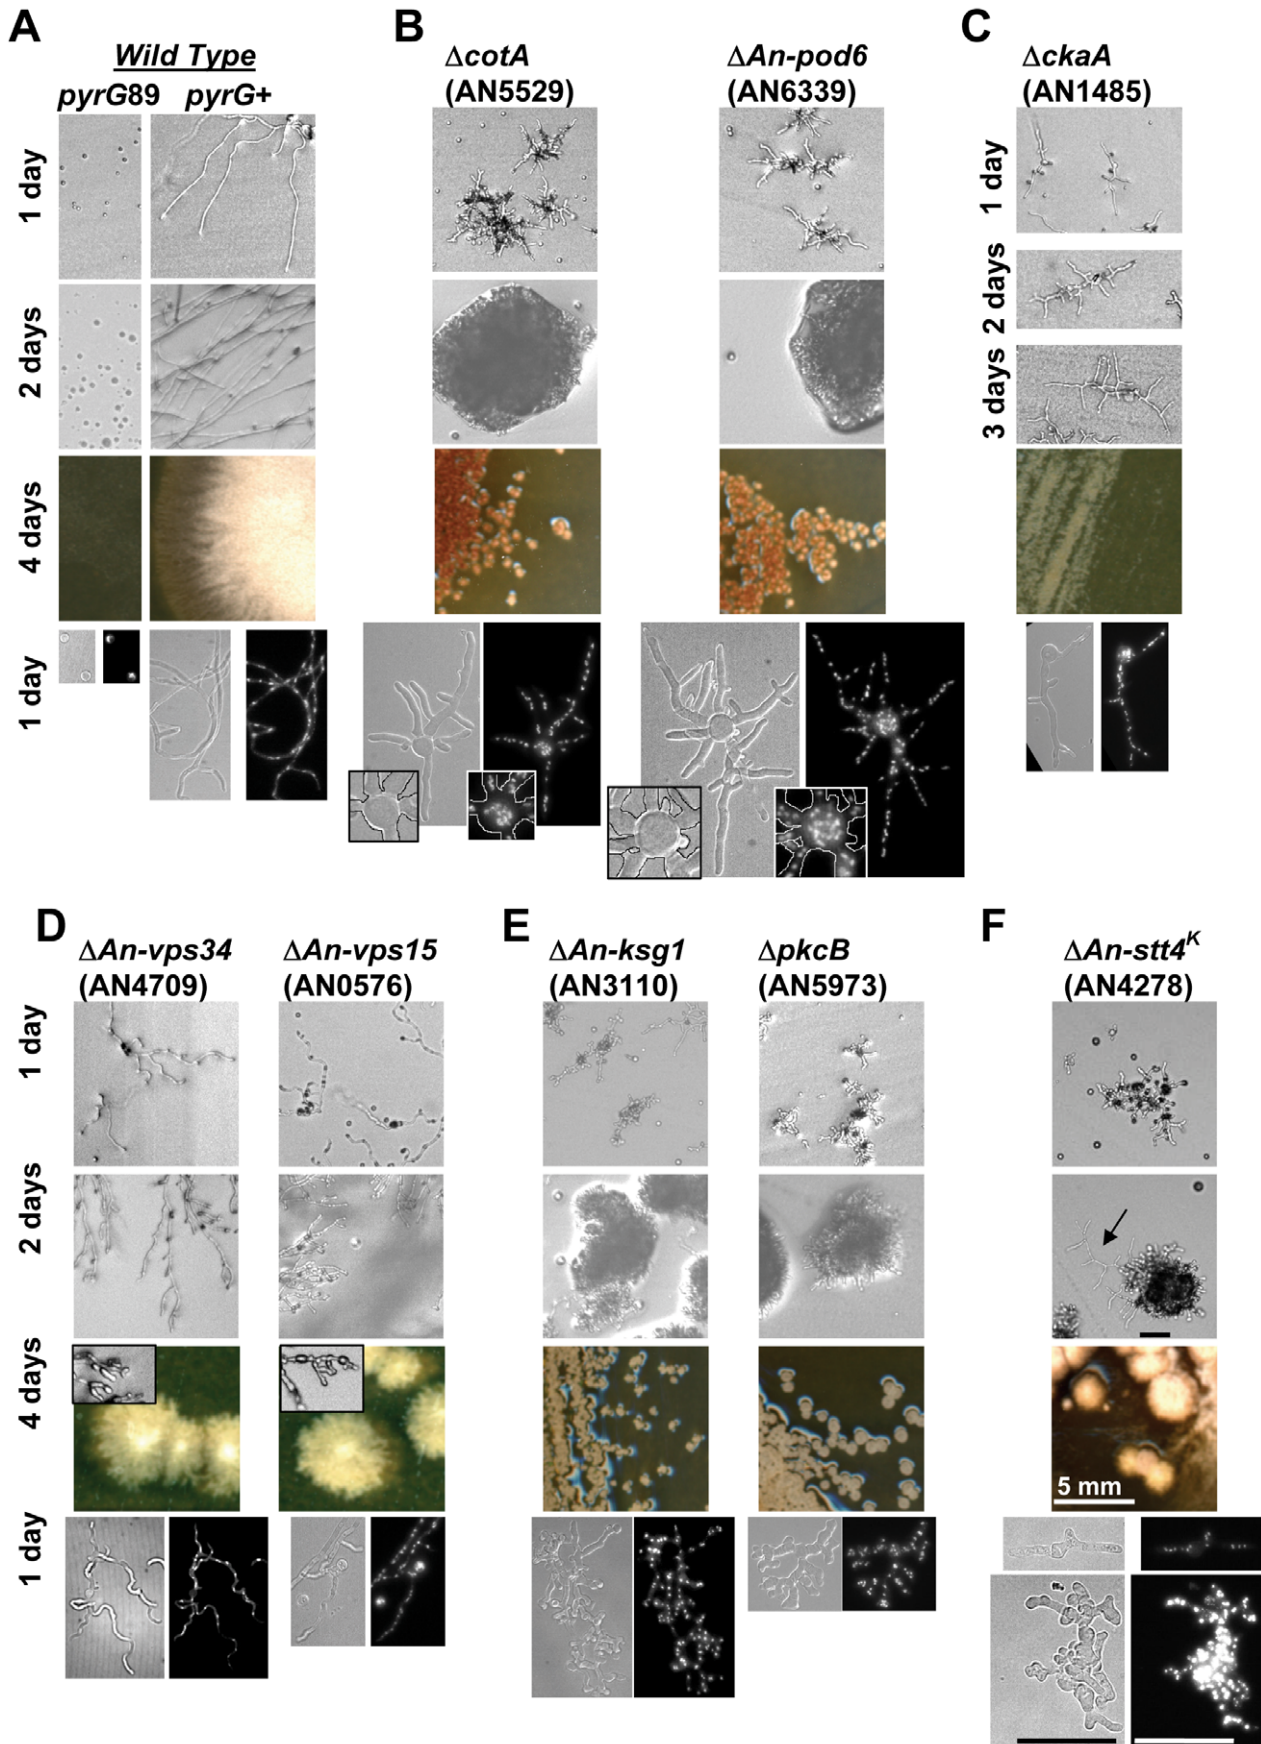 A
Wild Type
pyrG89 pyrG+
1 day
2 days
4 days
1 day
B
ΔcotA
(AN5529)
ΔAn-pod6
(AN6339)
C
ΔckaA
(AN1485)
1 day
2 days
3 days
D
ΔAn-vps34
(AN4709)
ΔAn-vps15
(AN0576)
1 day
2 days
4 days
1 day
E
ΔAn-ksg1
(AN3110)
ΔpkcB
(AN5973)
F
ΔAn-stt4ᴷ
(AN4278)
5 mm